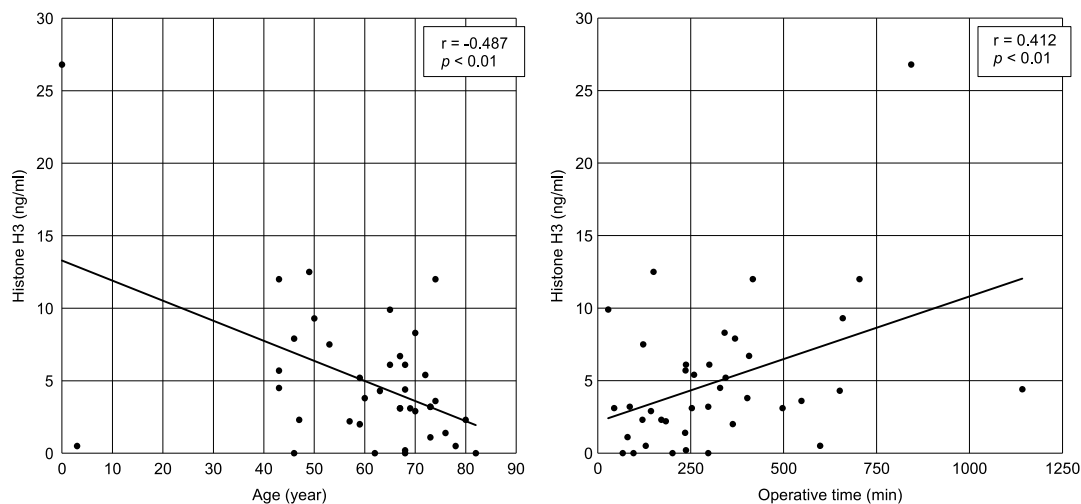 30
25
20
15
10
5
0
Histone H3 (ng/ml)
r = -0.487
p < 0.01
0 10 20 30 40 50 60 70 80 90
Age (year)
30
25
20
15
10
5
0
Histone H3 (ng/ml)
r = 0.412
p < 0.01
0 250 500 750 1000 1250
Operative time (min)